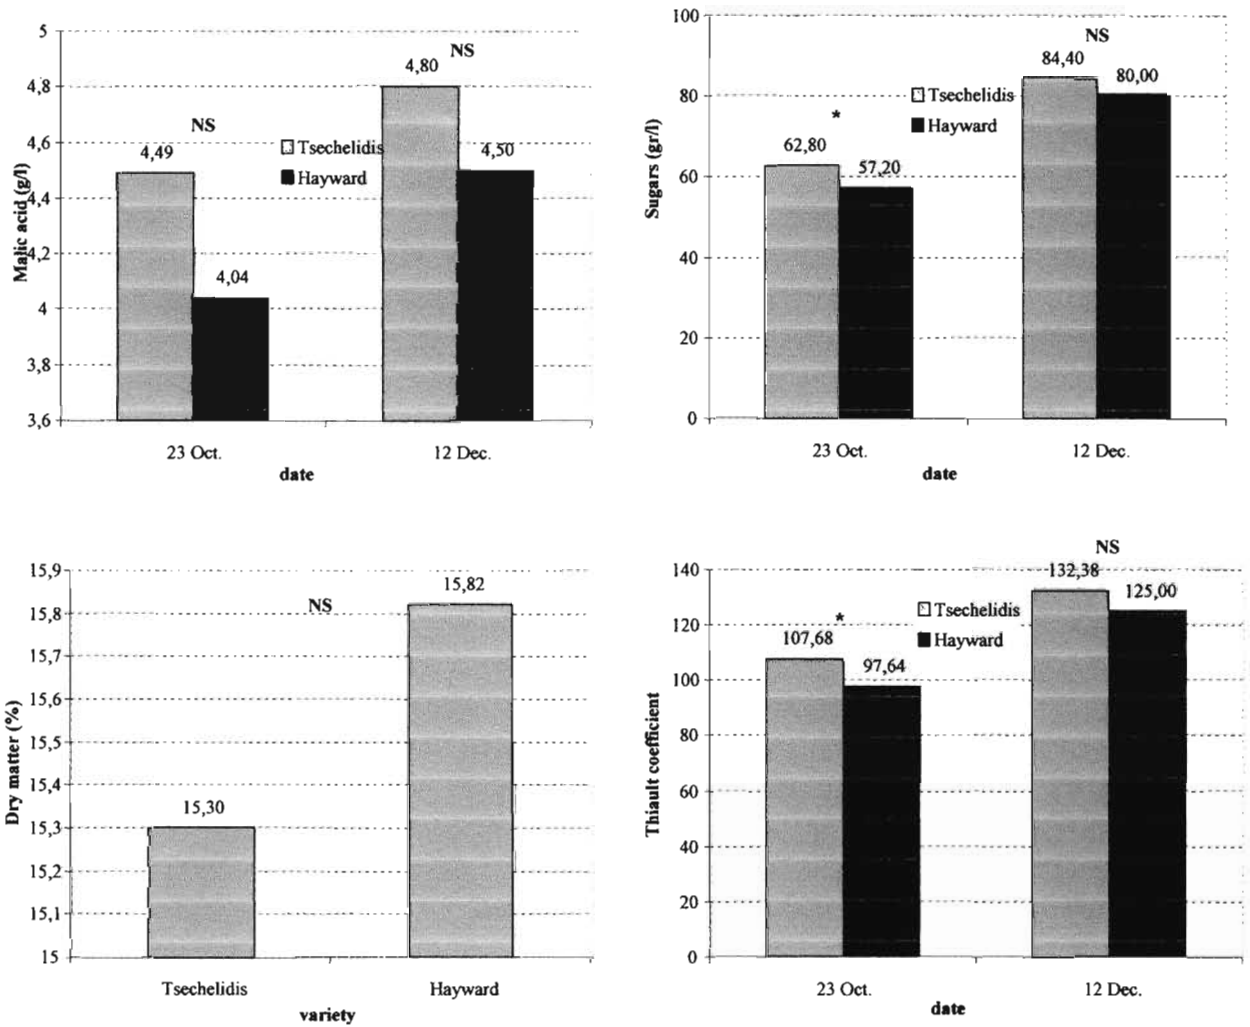 5
4,8
4,6
4,4
4,2
4
3,8
3,6
Malic acid (g/l)
NS
4,49
4,04
NS
4,80
4,50
Tsechelidis
Hayward
23 Oct.
12 Dec.
date
100
80
60
40
20
0
Sugars (gr/l)
*
62,80
57,20
NS
84,40
80,00
Tsechelidis
Hayward
23 Oct.
12 Dec.
date
15,9
15,8
15,7
15,6
15,5
15,4
15,3
15,2
15,1
15
Dry matter (%)
NS
15,30
15,82
Tsechelidis
Hayward
variety
140
120
100
80
60
40
20
0
Thiault coefficient
*
107,68
97,64
NS
132,38
125,00
Tsechelidis
Hayward
23 Oct.
12 Dec.
date